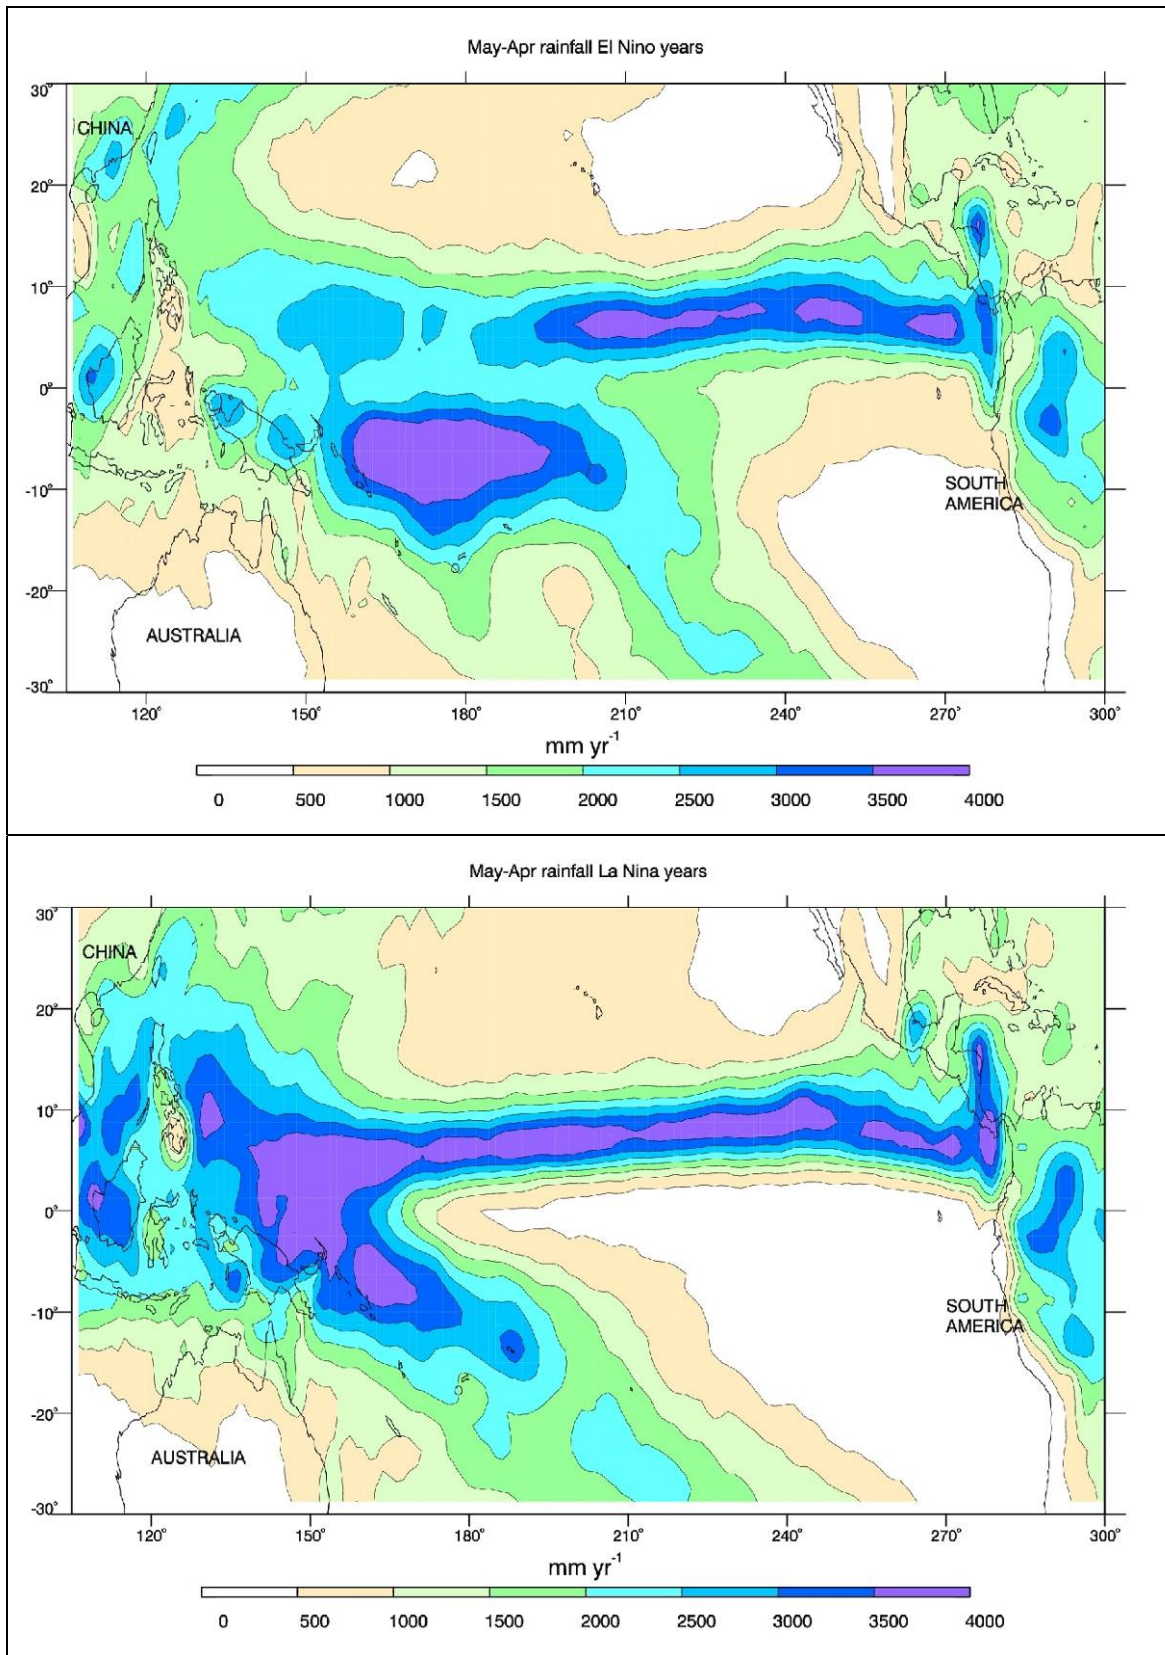 May-Apr rainfall El Nino years
30°
CHINA
20°
10°
0°
-10°
SOUTH
AMERICA
-20°
AUSTRALIA
-30°
120° 150° 180° 210° 240° 270° 300°
mm yr-1
0 500 1000 1500 2000 2500 3000 3500 4000
May-Apr rainfall La Nina years
30°
CHINA
20°
10°
0°
-10°
SOUTH
AMERICA
-20°
AUSTRALIA
-30°
120° 150° 180° 210° 240° 270° 300°
mm yr-1
0 500 1000 1500 2000 2500 3000 3500 4000